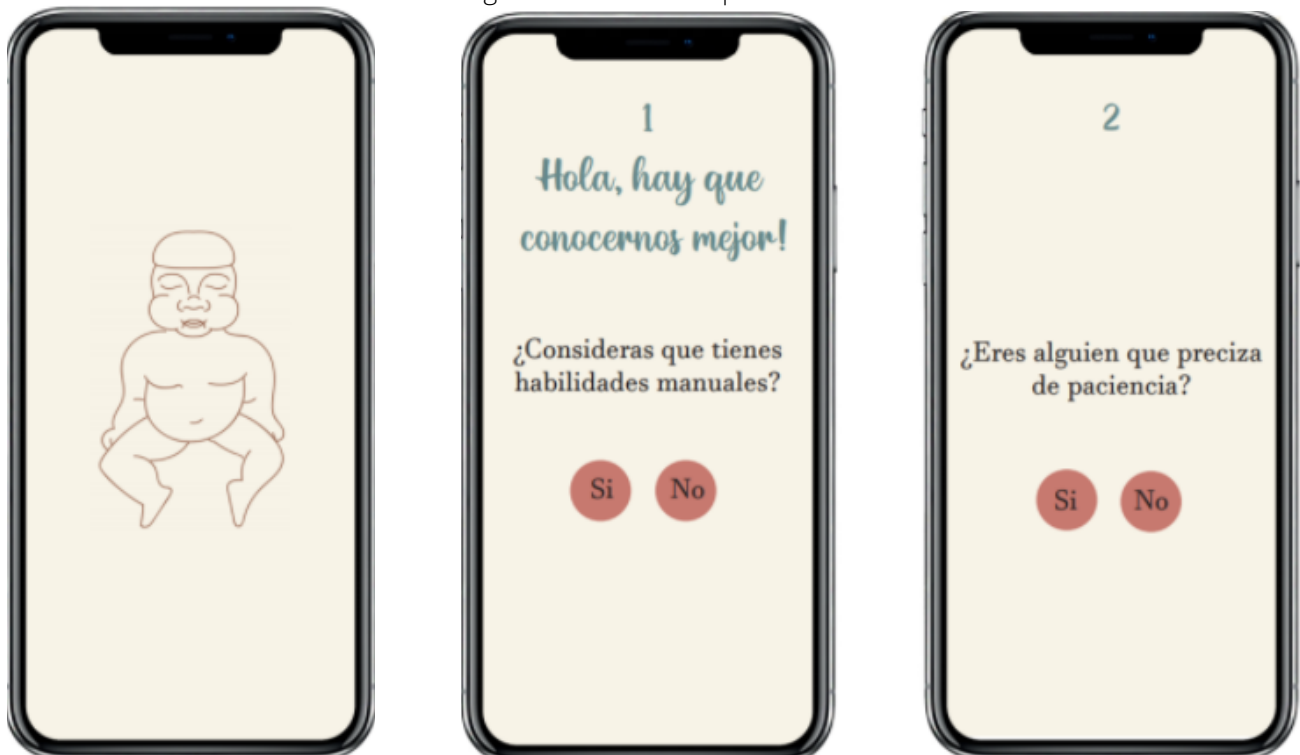 1
Hola, hay que
conocernos mejor!
¿Consideras que tienes
habilidades manuales?
Si No
2
¿Eres alguien que preciza
de paciencia?
Si No